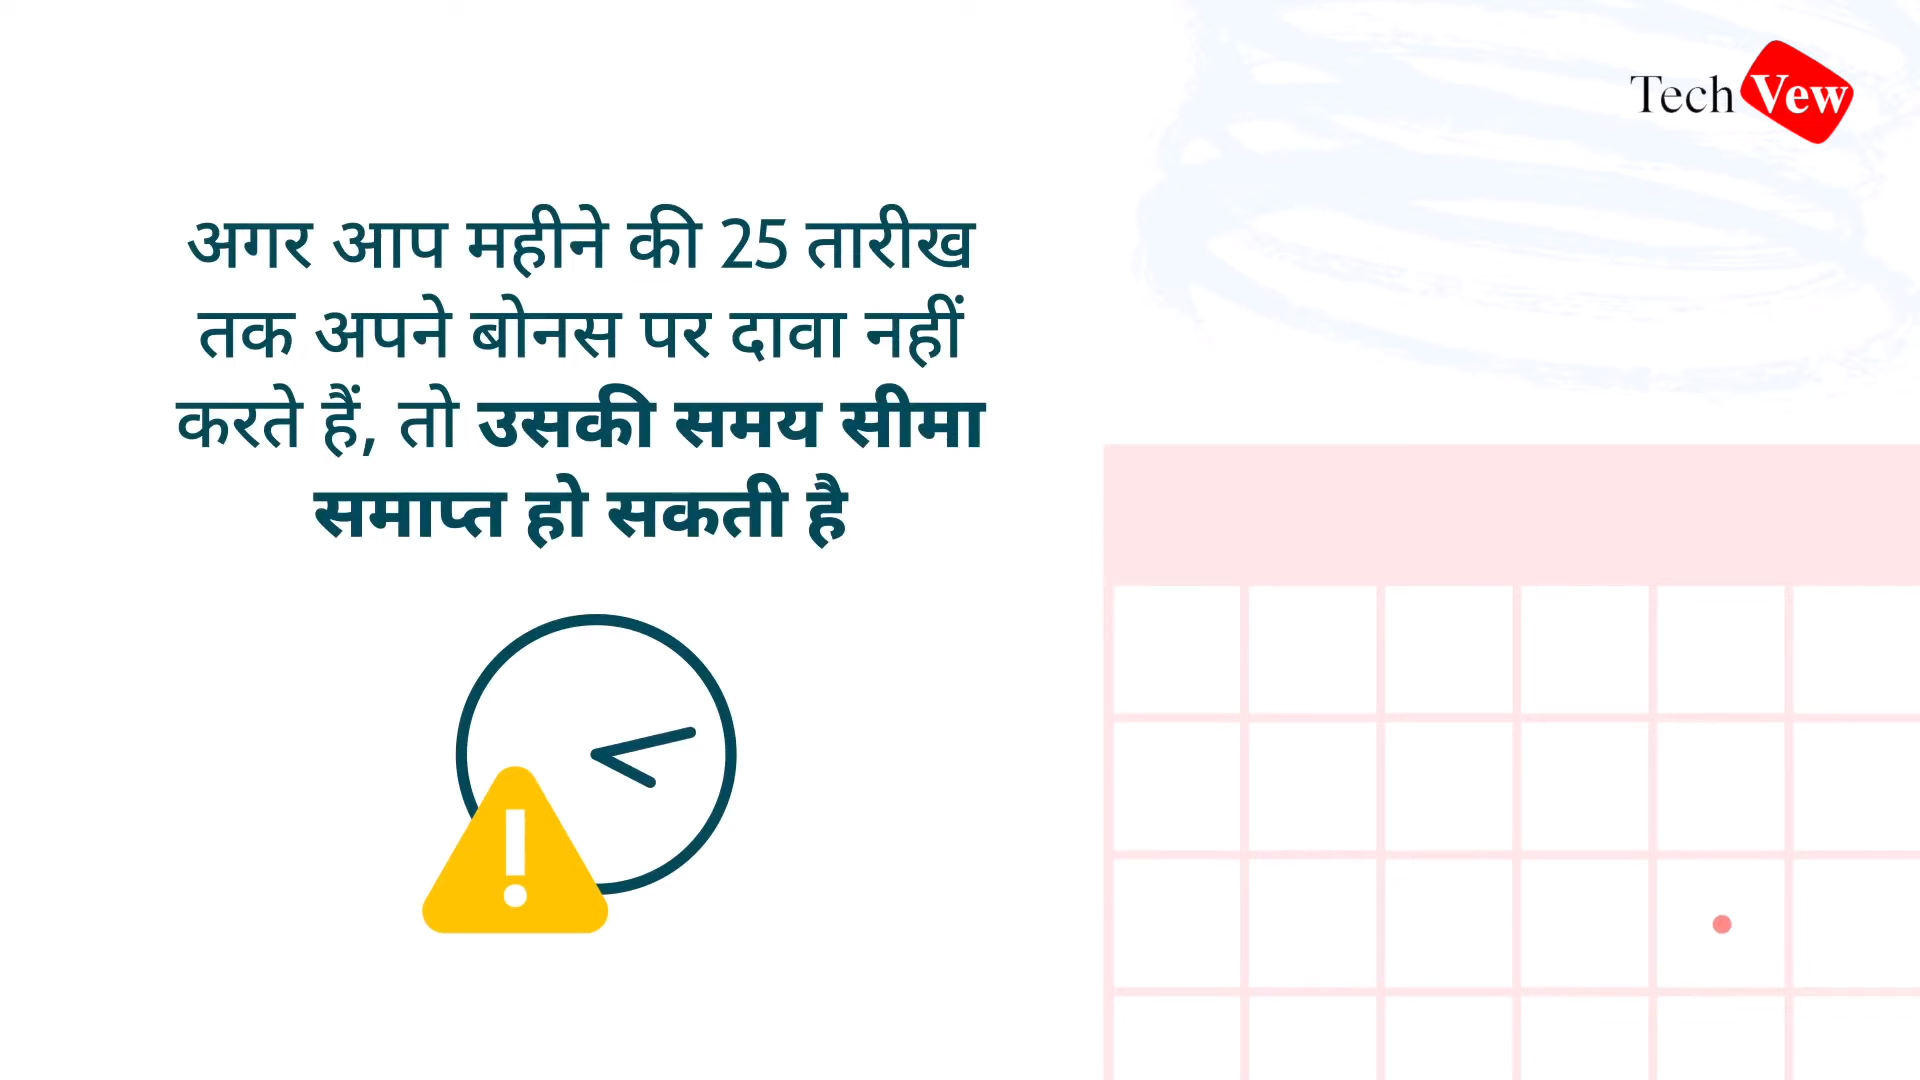 Tech Vew
अगर आप महीने की 25 तारीख
तक अपने बोनस पर दावा नहीं
करते हैं, तो उसकी समय सीमा
समाप्त हो सकती है